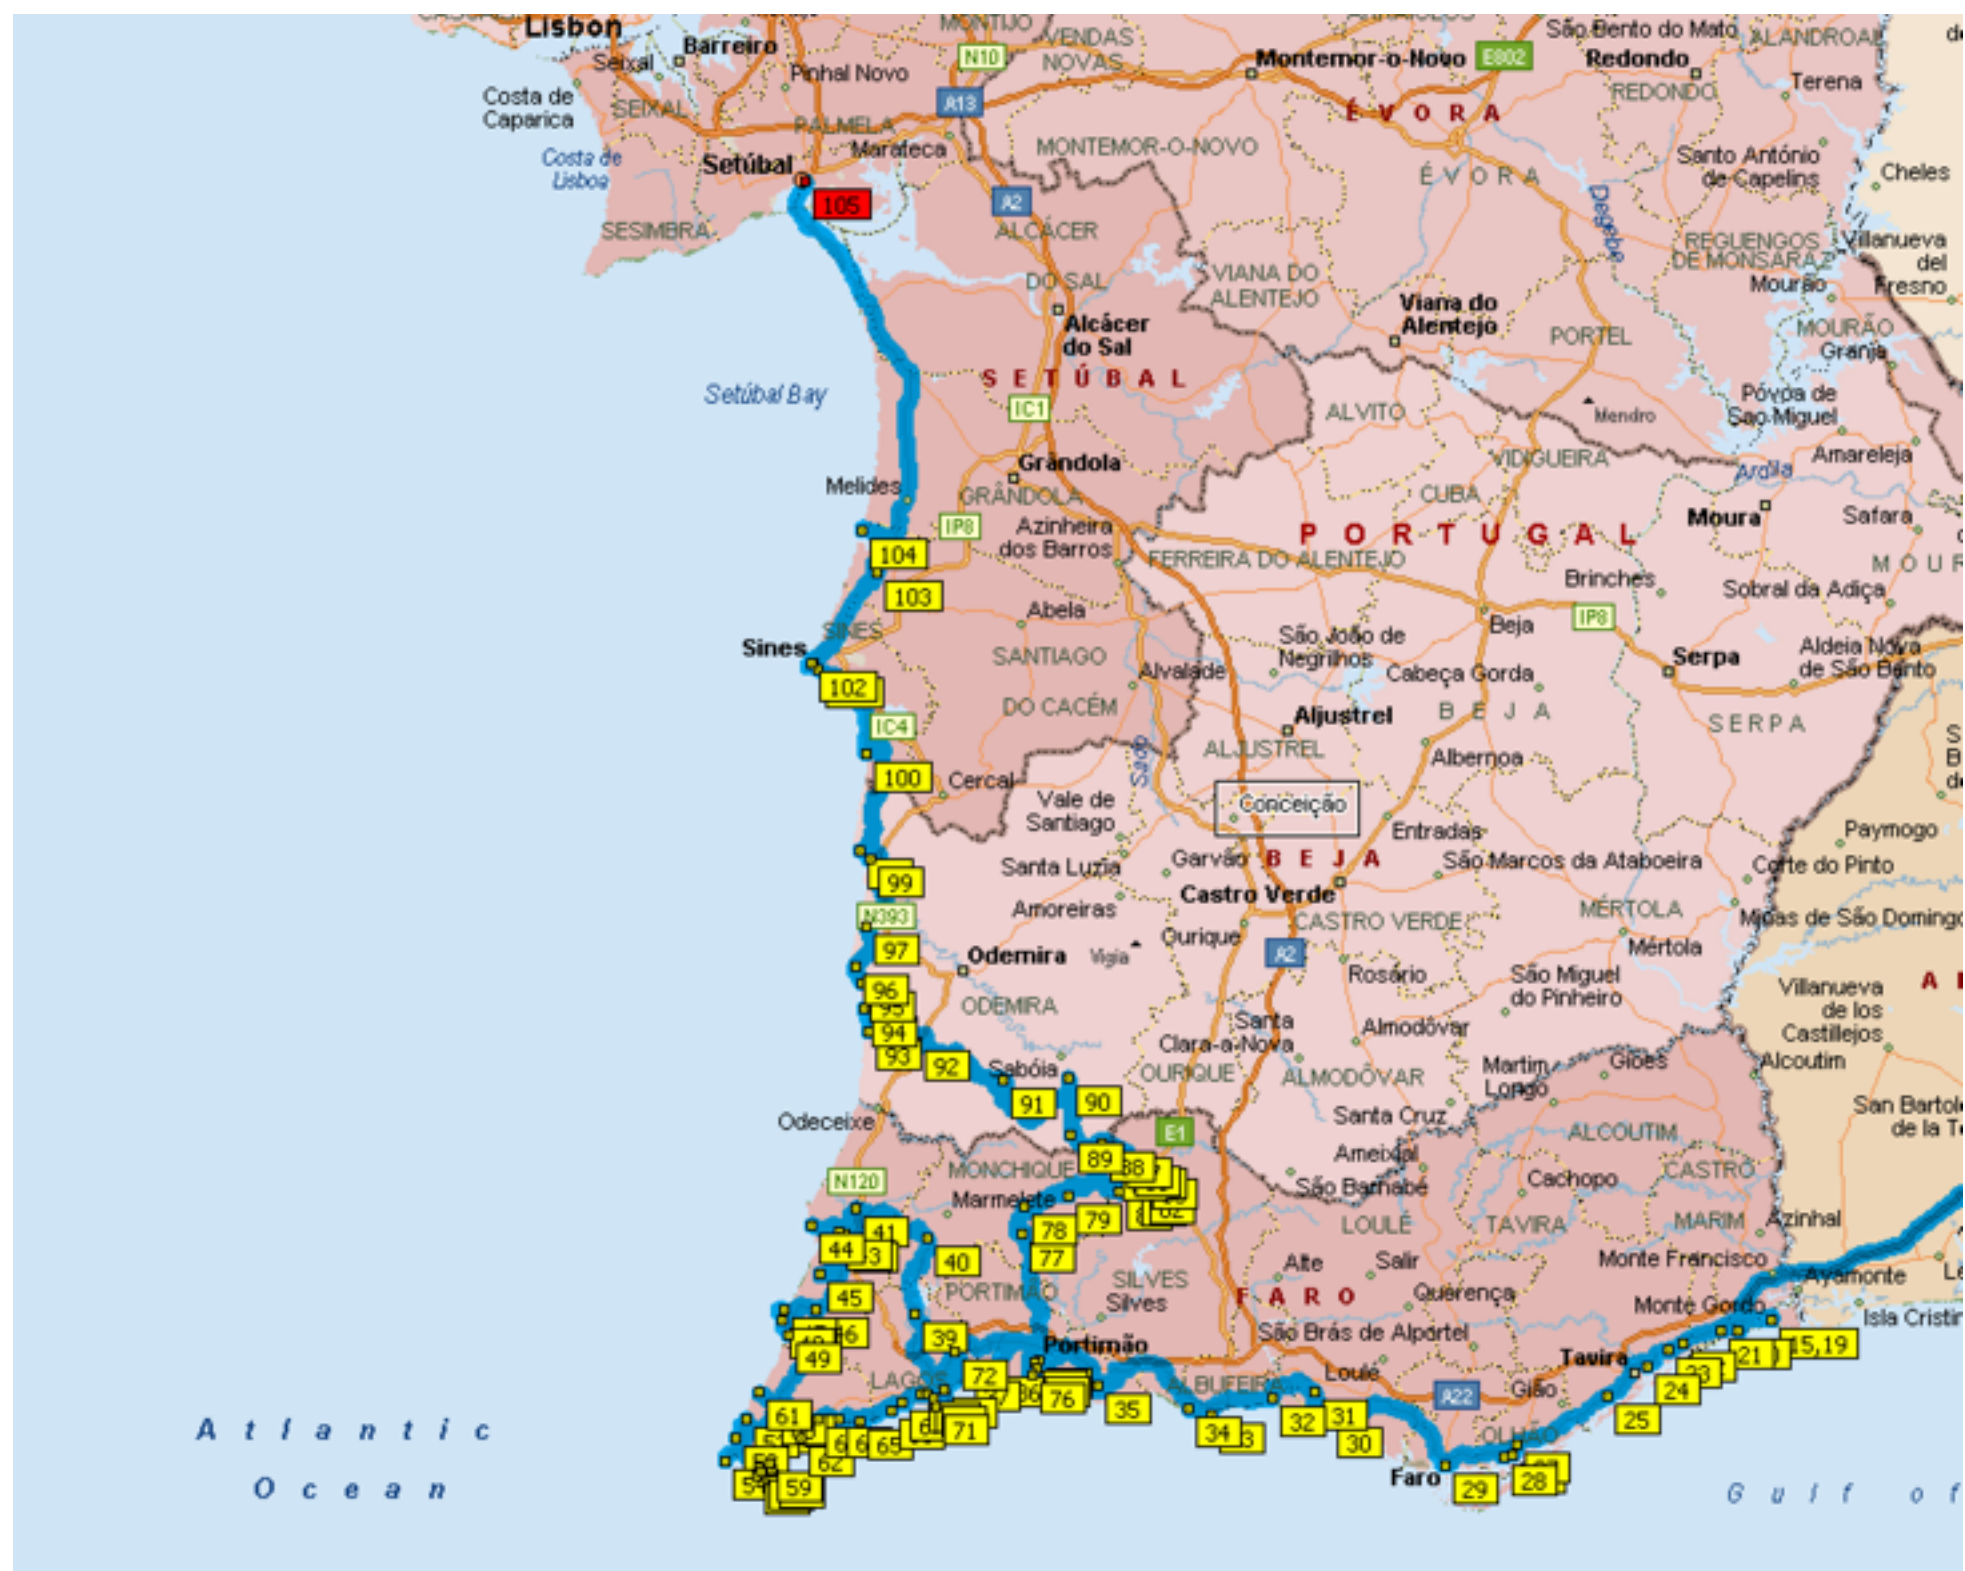 Lisbon
Barreiro
MONTIJO
N10
VENDAS
NOVAS
Montemor-o-Novo
E802
São Bento do Mato
ALANDROAL
Redondo
REDONDO
Terena
Seixal
Pinhal Novo
Costa de
Caparica
SEIXAL
A13
PALMELA
ÉVORA
Costa de
Lisboa
Marateca
MONTEMOR-O-NOVO
Setúbal
ÉVORA
Santo António
de Capelins
Cheles
Degebe
105
A2
SESIMBRA
ALCÁCER
DO SAL
REGUENGOS
DE MONSARAZ
Villanueva
del
Fresno
VIANA DO
ALENTEJO
Mourão
Viana do
Alentejo
Alcácer
do Sal
PORTEL
MOURÃO
Granja
SETÚBAL
Setúbal Bay
IC1
ALVITO
Mendro
Póvoa de
Sao Miguel
Grândola
VIDIGUEIRA
Ardila
Amareleja
Melides
GRÂNDOLA
CUBA
IP8
Azinheira
dos Barros
PORTUGAL
Moura
Safara
104
FERREIRA DO ALENTEJO
MOUR
Brinches
Sobral da Adiça
103
Abela
IP8
SINES
Beja
Sines
São João de
Negrilhos
SANTIAGO
DO CACÉM
Alvalade
Cabeça Gorda
Serpa
Aldeia Nova
de São Bento
102
IC4
Aljustrel
BEJA
SERPA
ALJUSTREL
Sado
Albernoa
100
Cercal
Conceição
Vale de
Santiago
Entradas
Paymogo
Garvão
BEJA
São Marcos da Ataboeira
Corte do Pinto
Santa Luzia
99
Castro Verde
Amoreiras
N393
CASTRO VERDE
MÉRTOLA
Minas de São Domingo
Ourique
97
Odemira
Vigia
A2
Mértola
Rosário
São Miguel
do Pinheiro
96
ODEMIRA
Villanueva
de los
Castillejos
95
94
Santa
Clara-a-Nova
Almodôvar
93
92
Sabóia
OURIQUE
ALMODÔVAR
Martim
Longo
Gioes
Alcoutim
91
90
Santa Cruz
San Bartol
de la T
Odeceixe
E1
ALCOUTIM
Ameixial
89
88
MONCHIQUE
Cachopo
CASTRO
MARIM
N120
Marmelete
São Barnabé
82
79
78
77
LOULÉ
TAVIRA
Azinhal
41
44
40
Alte
Salir
Monte Francisco
Ayamonte
SILVES
Silves
PORTIMÃO
FARO
Querença
Monte Gordo
Isla Cristin
45
46
39
Portimão
São Brás de Alportel
15,19
49
72
LAGOS
Tavira
21
23
24
Loulé
ALBUFEIRA
A22
Gião
76
35
Atlantic
Ocean
61
71
34
32
31
30
25
OLHÃO
65
62
59
Faro
29
28
Gulf of